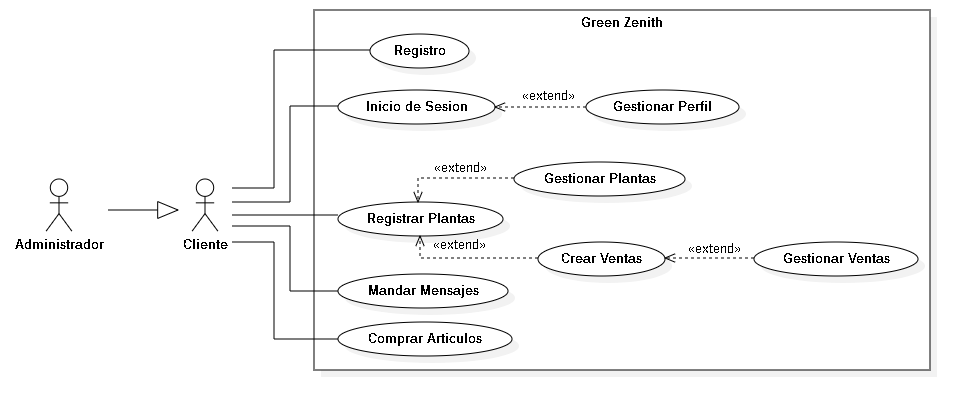 Green Zenith
Registro
Inicio de Sesion
«extend»
Gestionar Perfil
«extend»
Gestionar Plantas
Administrador
Cliente
Registrar Plantas
«extend»
Crear Ventas
«extend»
Gestionar Ventas
Mandar Mensajes
Comprar Articulos